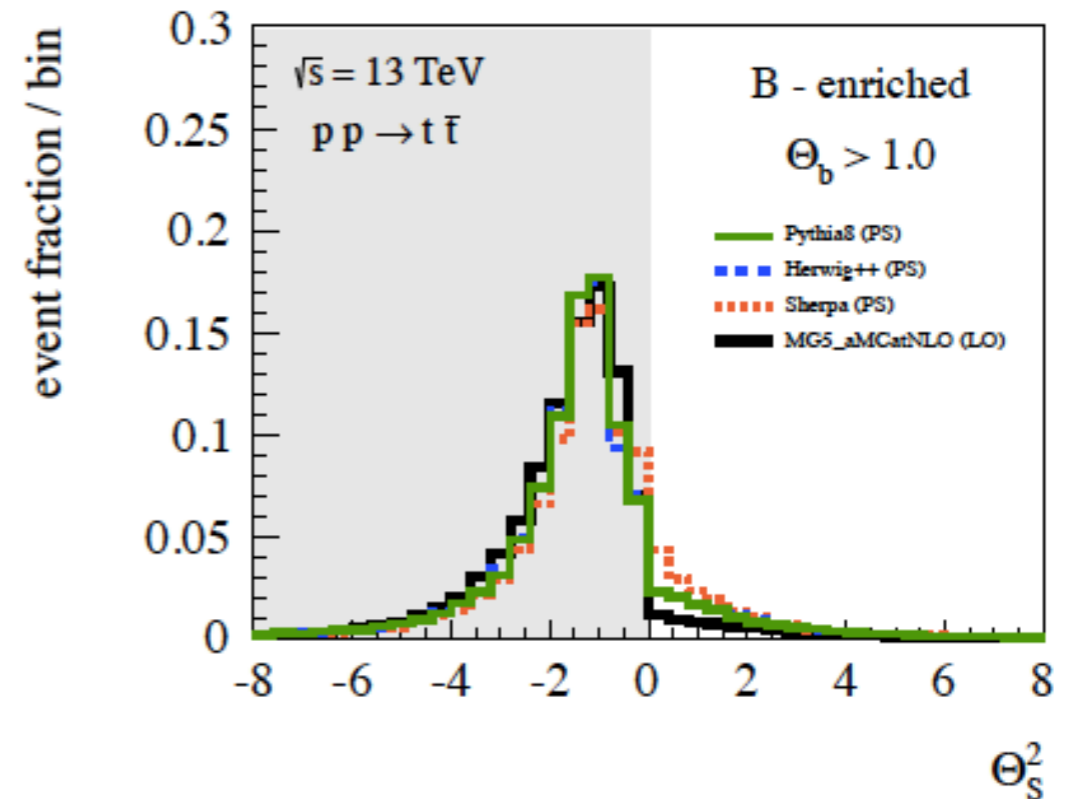 event fraction / bin
0.3
0.25
0.2
0.15
0.1
0.05
0
√s = 13 TeV
p p → t t̄
B - enriched
Θb > 1.0
Pythia8 (PS)
Herwig++ (PS)
Sherpa (PS)
MG5_aMCatNLO (LO)
-8 -6 -4 -2 0 2 4 6 8
Θ²S